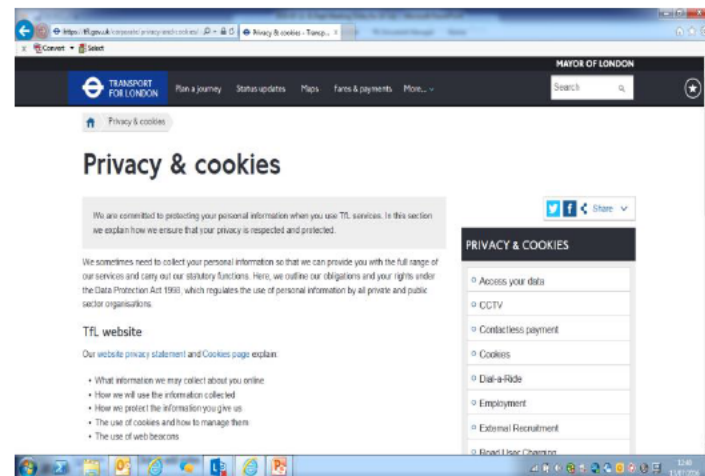 Privacy & cookies - Transp...
Convert Select
MAYOR OF LONDON
TRANSPORT
FOR LONDON
Plan a journey Status updates Maps Fares & payments More...
Search
Privacy & cookies
Privacy & cookies
We are committed to protecting your personal information when you use TfL services. In this section
we explain how we ensure that your privacy is respected and protected.
Share
PRIVACY & COOKIES
We sometimes need to collect your personal information so that we can provide you with the full range of
our services and carry out our statutory functions. Here, we outline our obligations and your rights under
the Data Protection Act 1998, which regulates the use of personal information by all private and public
sector organisations.
TfL website
Our website privacy statement and Cookies page explain:
• What information we may collect about you online
• How we will use the information collected
• How we protect the information you give us
• The use of cookies and how to manage them
• The use of web beacons
Access your data
CCTV
Contactless payment
Cookies
Dial-a-Ride
Employment
External Recruitment
Road User Charging
12:40